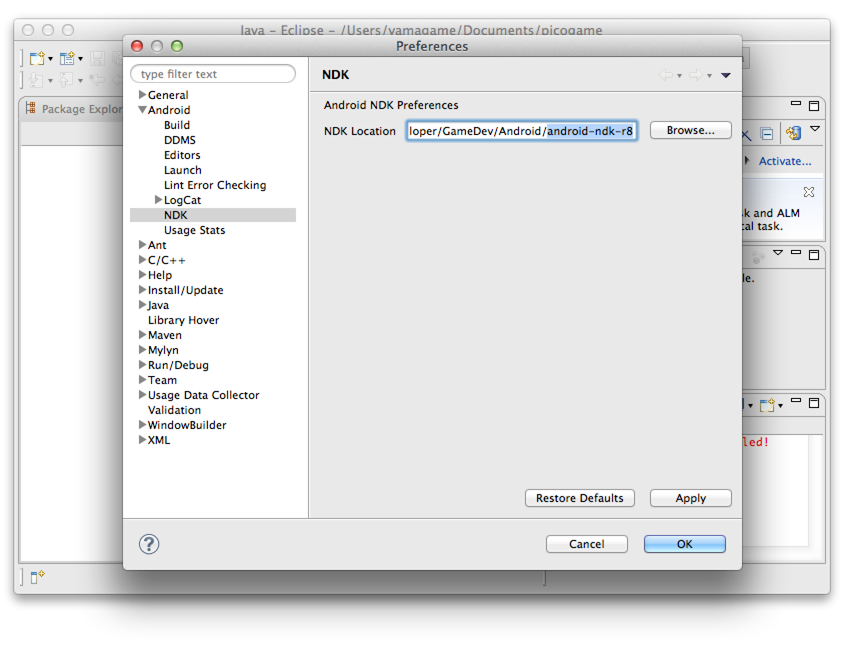 Java – Eclipse – /Users/yamagame/Documents/picogame
Preferences
type filter text
General
Android
Build
DDMS
Editors
Launch
Lint Error Checking
LogCat
NDK
Usage Stats
Ant
C/C++
Help
Install/Update
Java
Library Hover
Maven
Mylyn
Run/Debug
Team
Usage Data Collector
Validation
WindowBuilder
XML
NDK
Android NDK Preferences
NDK Location
loper/GameDev/Android/android-ndk-r8
Browse...
Restore Defaults
Apply
?
Cancel
OK
Package Explor
Activate...
sk and ALM
cal task.
le.
led!